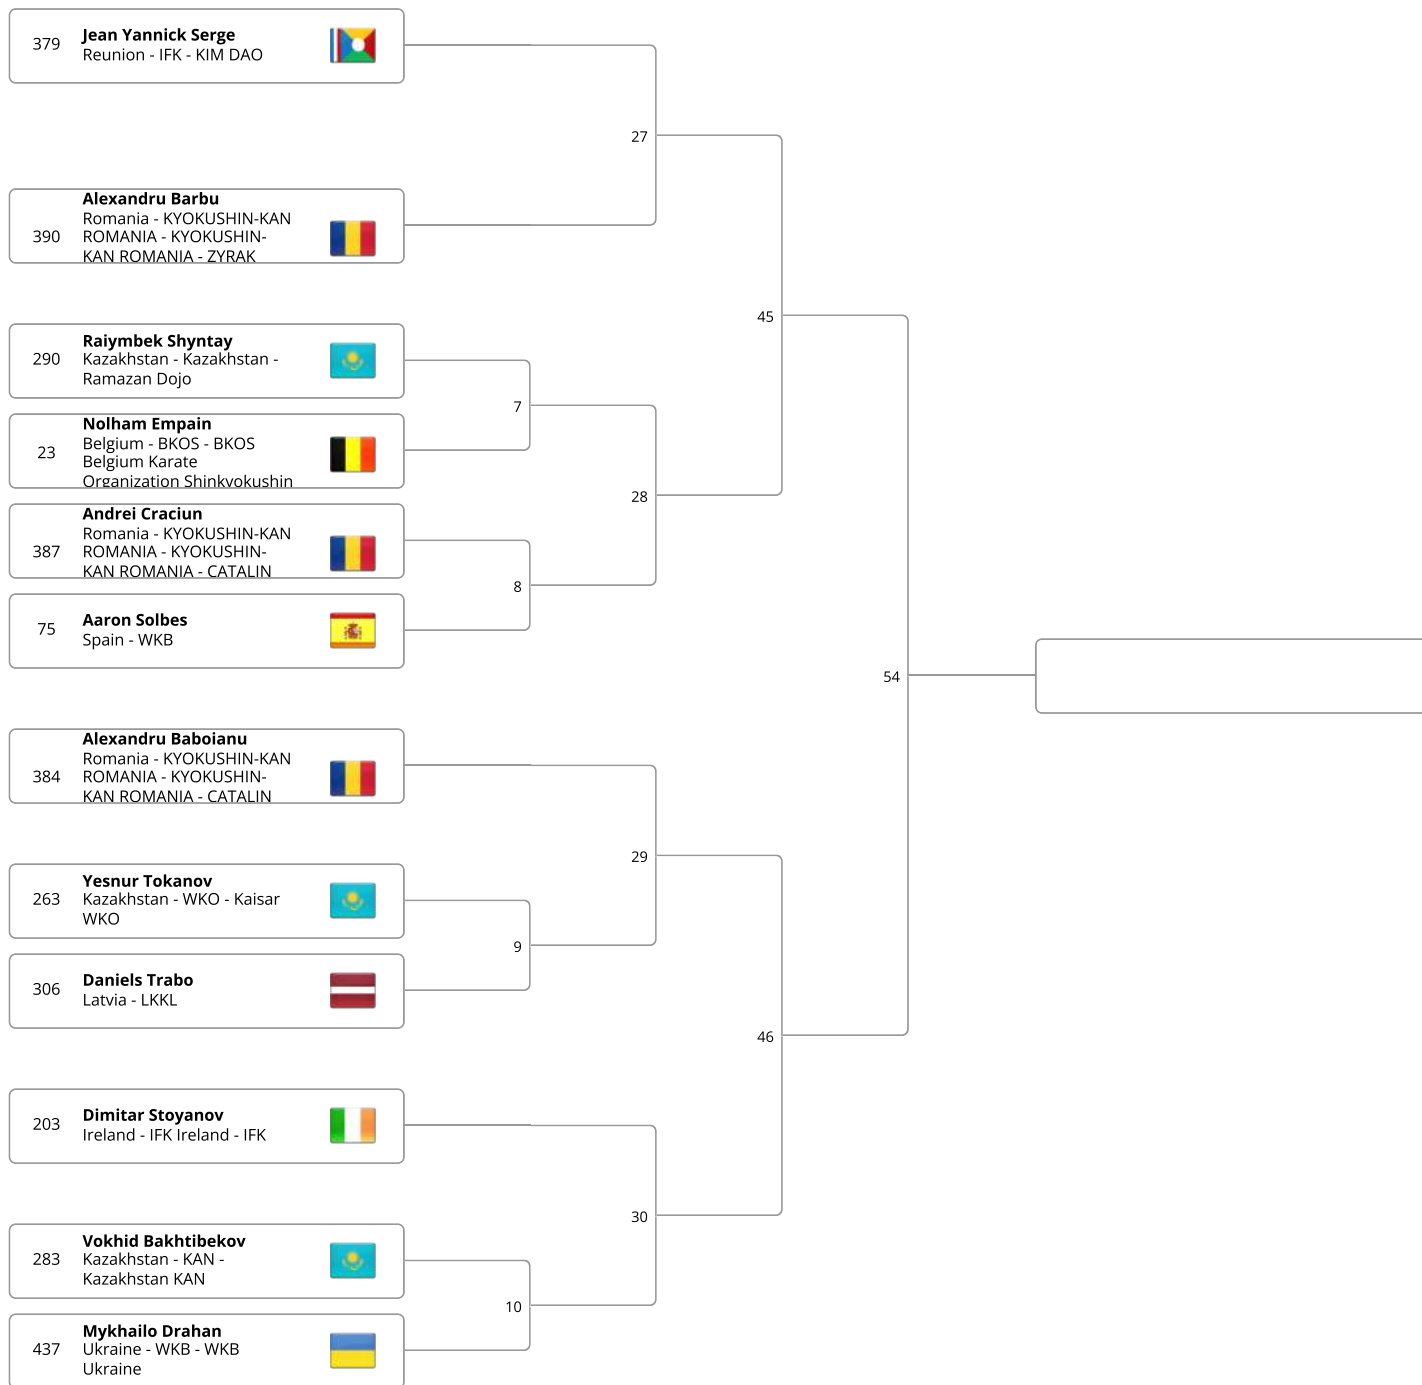 379
Jean Yannick Serge
Reunion - IFK - KIM DAO
27
390
Alexandru Barbu
Romania - KYOKUSHIN-KAN
ROMANIA - KYOKUSHIN-
KAN ROMANIA - ZYRAK
45
290
Raiymbek Shyntay
Kazakhstan - Kazakhstan -
Ramazan Dojo
7
23
Nolham Empain
Belgium - BKOS - BKOS
Belgium Karate
Organization Shinkyokushin
28
387
Andrei Craciun
Romania - KYOKUSHIN-KAN
ROMANIA - KYOKUSHIN-
KAN ROMANIA - CATALIN
8
75
Aaron Solbes
Spain - WKB
54
384
Alexandru Baboianu
Romania - KYOKUSHIN-KAN
ROMANIA - KYOKUSHIN-
KAN ROMANIA - CATALIN
29
263
Yesnur Tokanov
Kazakhstan - WKO - Kaisar
WKO
9
306
Daniels Trabo
Latvia - LKKL
46
203
Dimitar Stoyanov
Ireland - IFK Ireland - IFK
30
283
Vokhid Bakhtibekov
Kazakhstan - KAN -
Kazakhstan KAN
10
437
Mykhailo Drahan
Ukraine - WKB - WKB
Ukraine